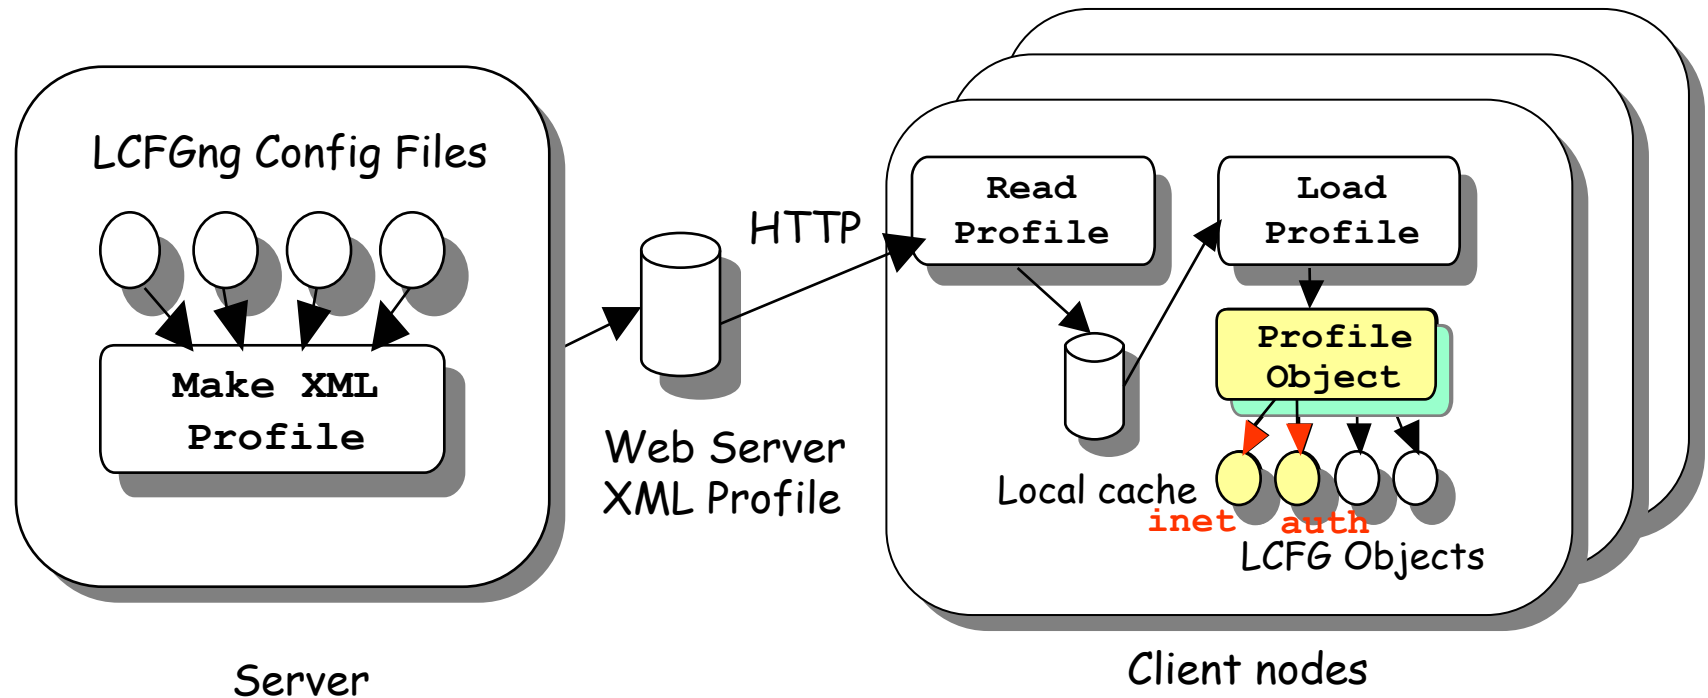 LCFGng Config Files
Make XML
Profile
Server
Web Server
XML Profile
HTTP
Read
Profile
Load
Profile
Profile
Object
Local cache
inet
auth
LCFG Objects
Client nodes